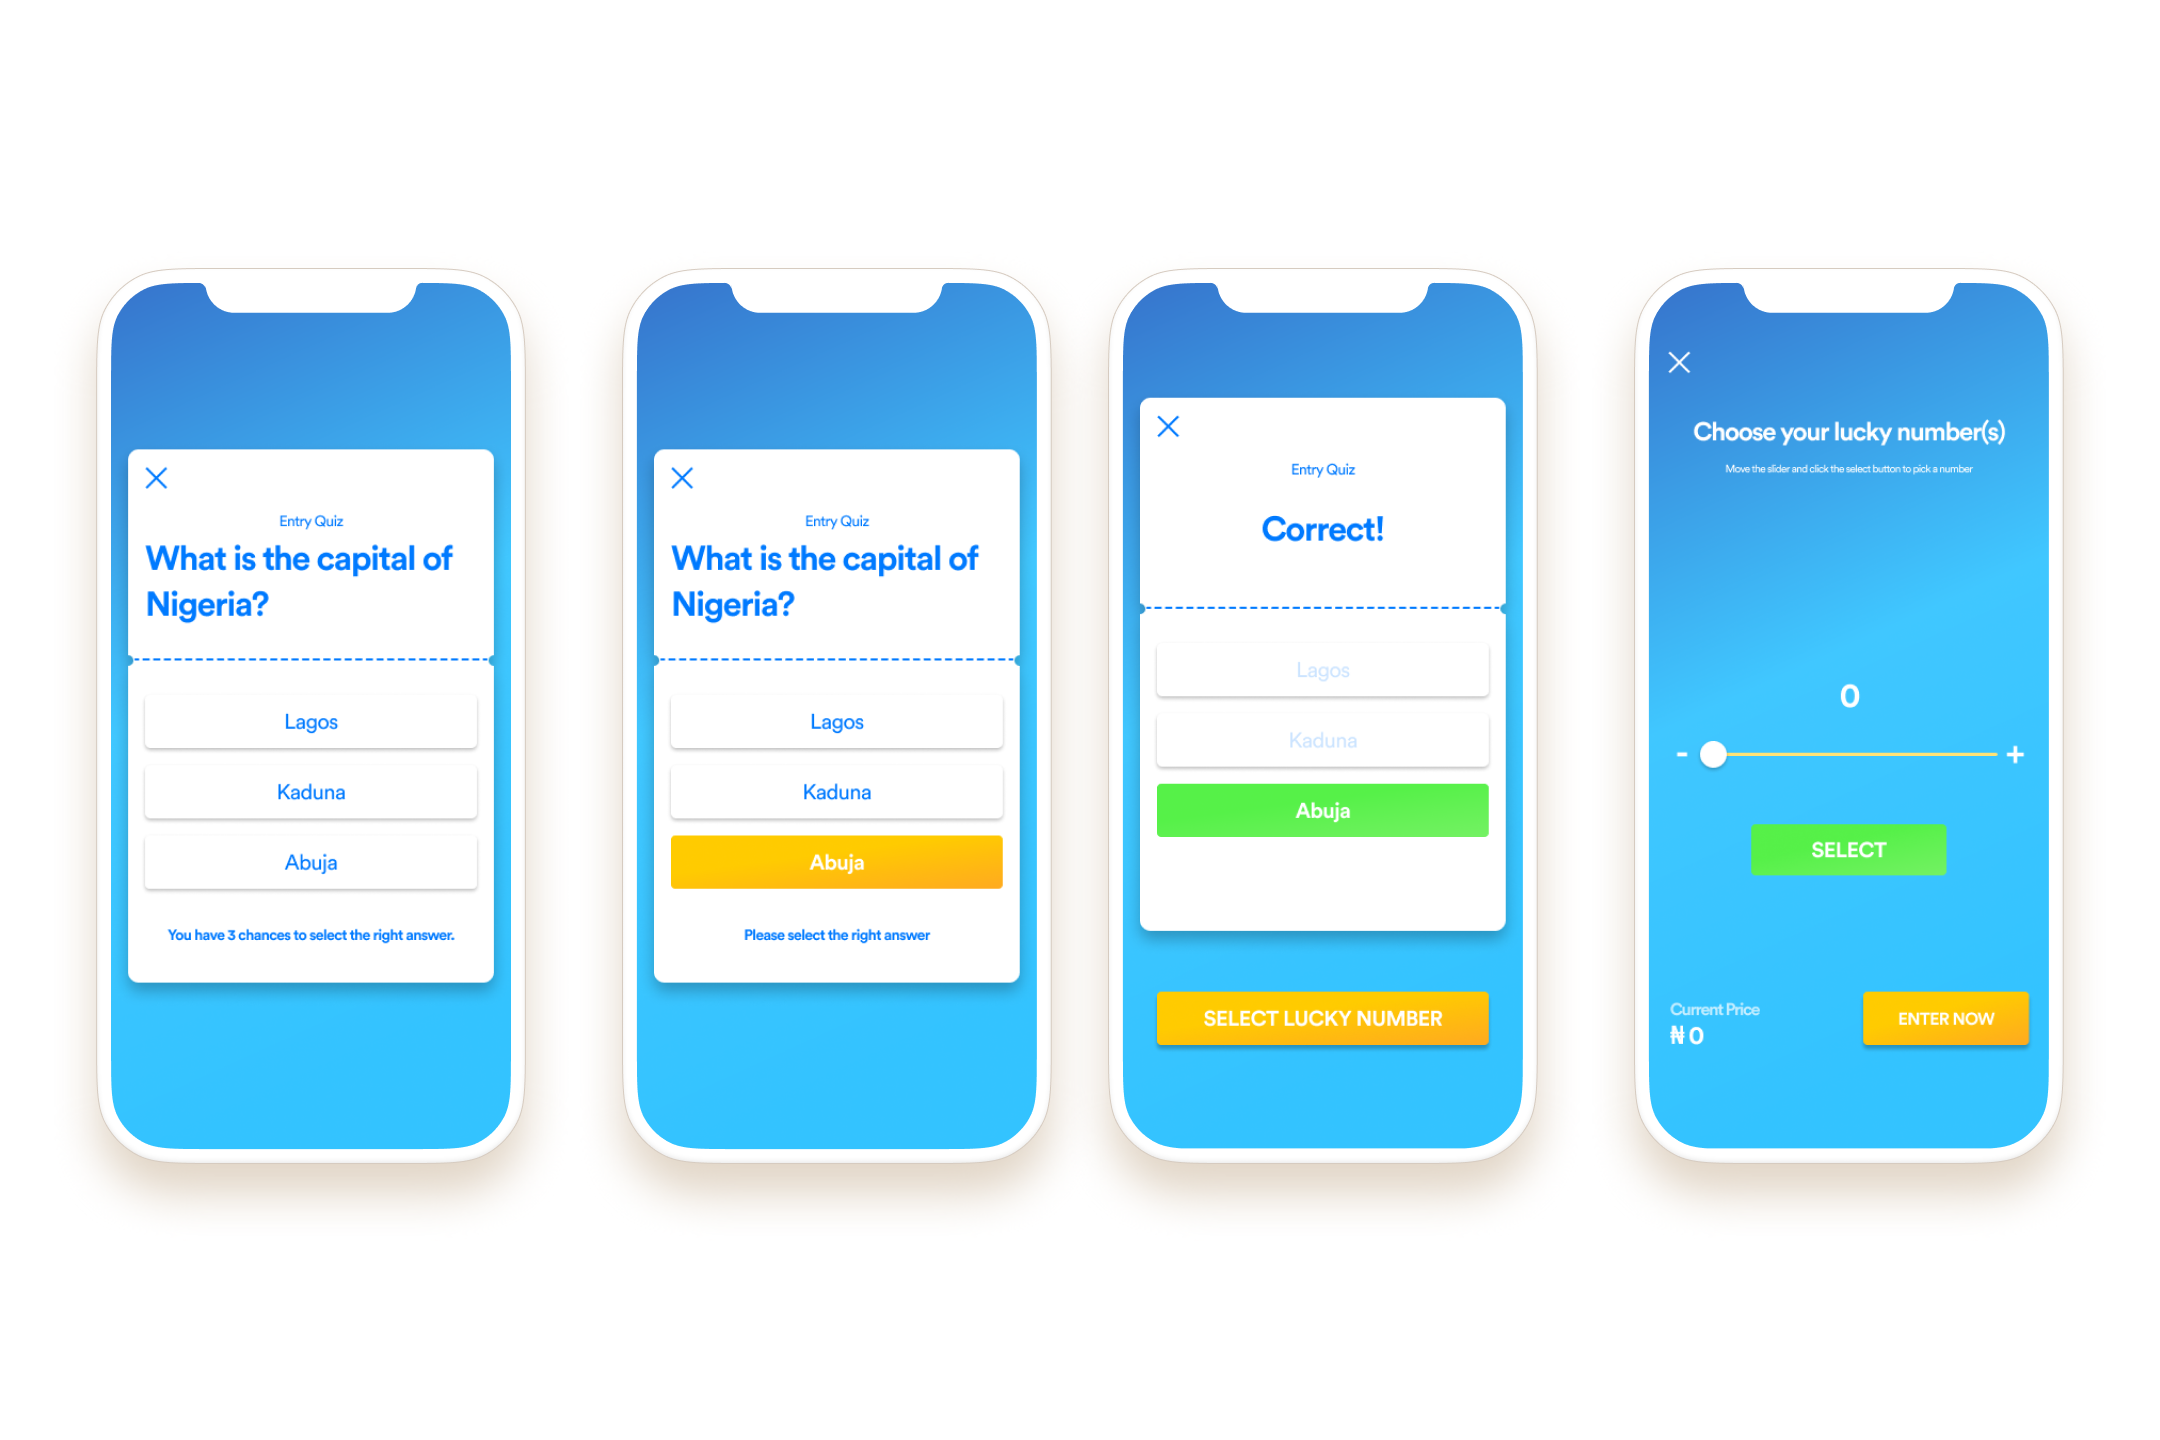 Entry Quiz
What is the capital of
Nigeria?
Lagos
Kaduna
Abuja
You have 3 chances to select the right answer.
Entry Quiz
What is the capital of
Nigeria?
Lagos
Kaduna
Abuja
Please select the right answer
Entry Quiz
Correct!
Lagos
Kaduna
Abuja
SELECT LUCKY NUMBER
Choose your lucky number(s)
Move the slider and click the select button to pick a number
0
- +
SELECT
Current Price
₦ 0
ENTER NOW